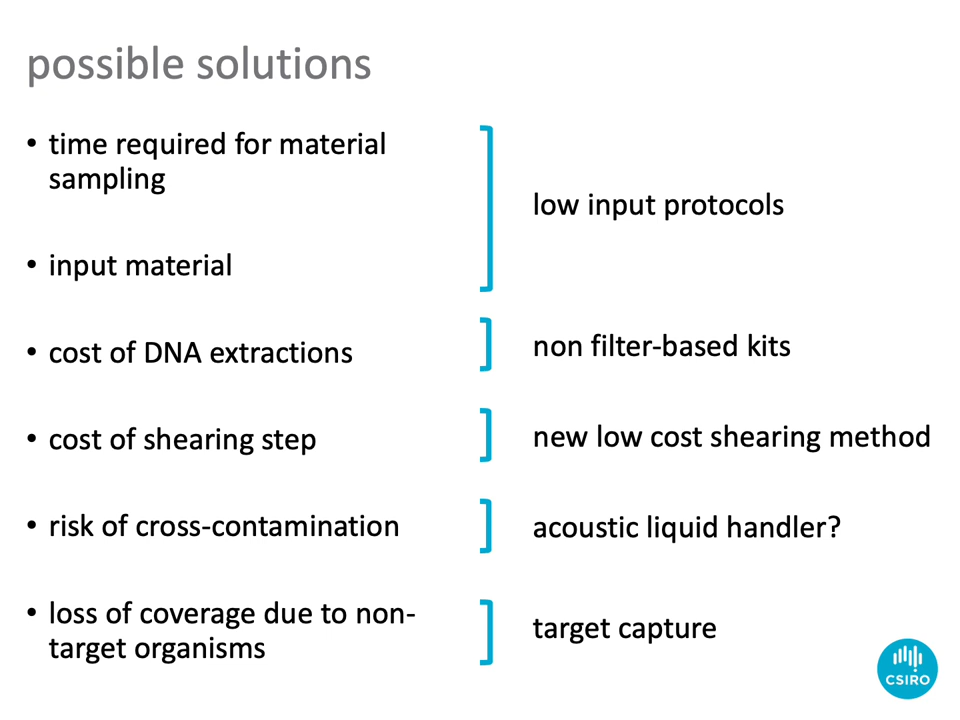 possible solutions
• time required for material
sampling
• input material
low input protocols
• cost of DNA extractions
non filter-based kits
• cost of shearing step
new low cost shearing method
• risk of cross-contamination
acoustic liquid handler?
• loss of coverage due to non-
target organisms
target capture
CSIRO